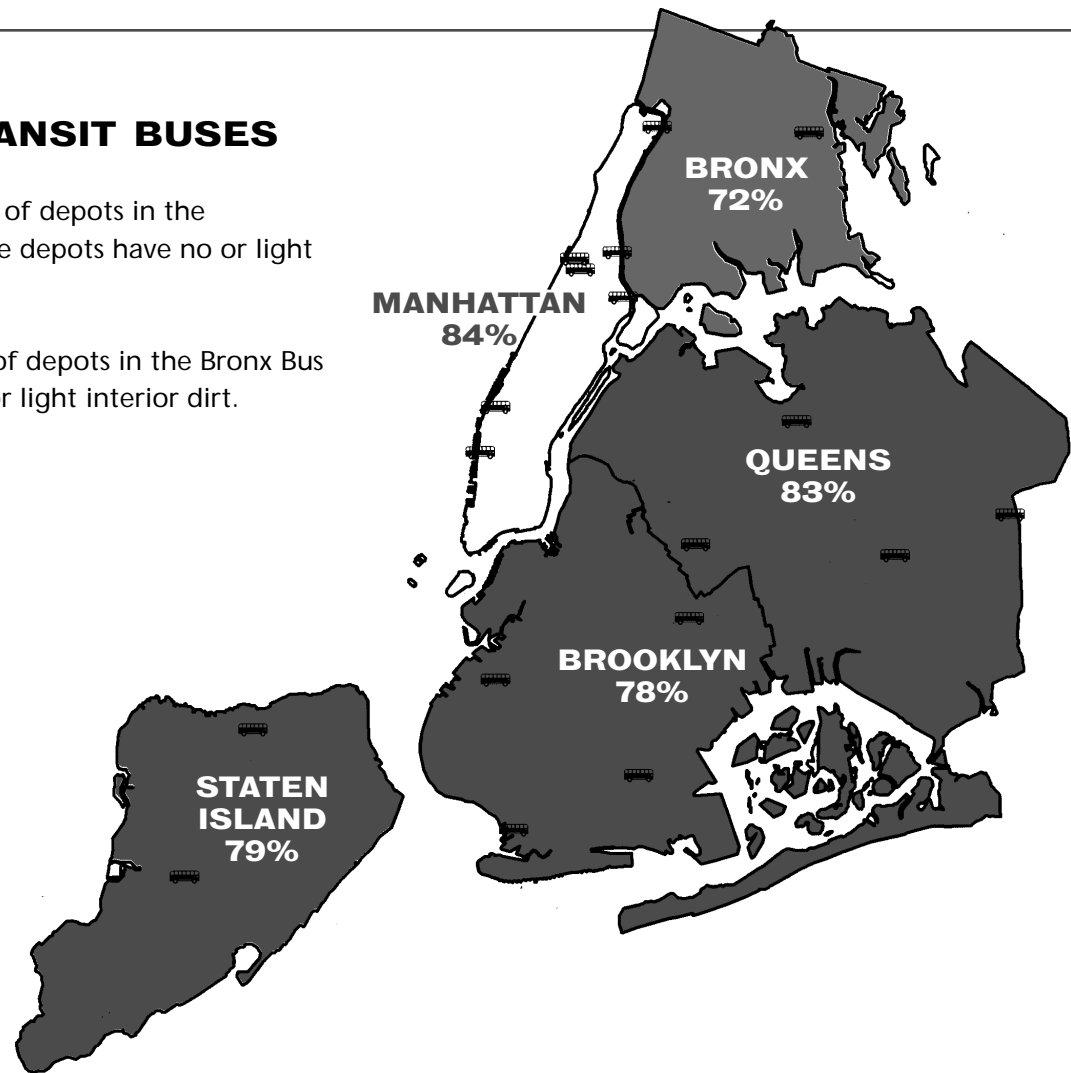 ANSIT BUSES
of depots in the
e depots have no or light
of depots in the Bronx Bus
r light interior dirt.
BRONX
72%
MANHATTAN
84%
QUEENS
83%
BROOKLYN
78%
STATEN
ISLAND
79%